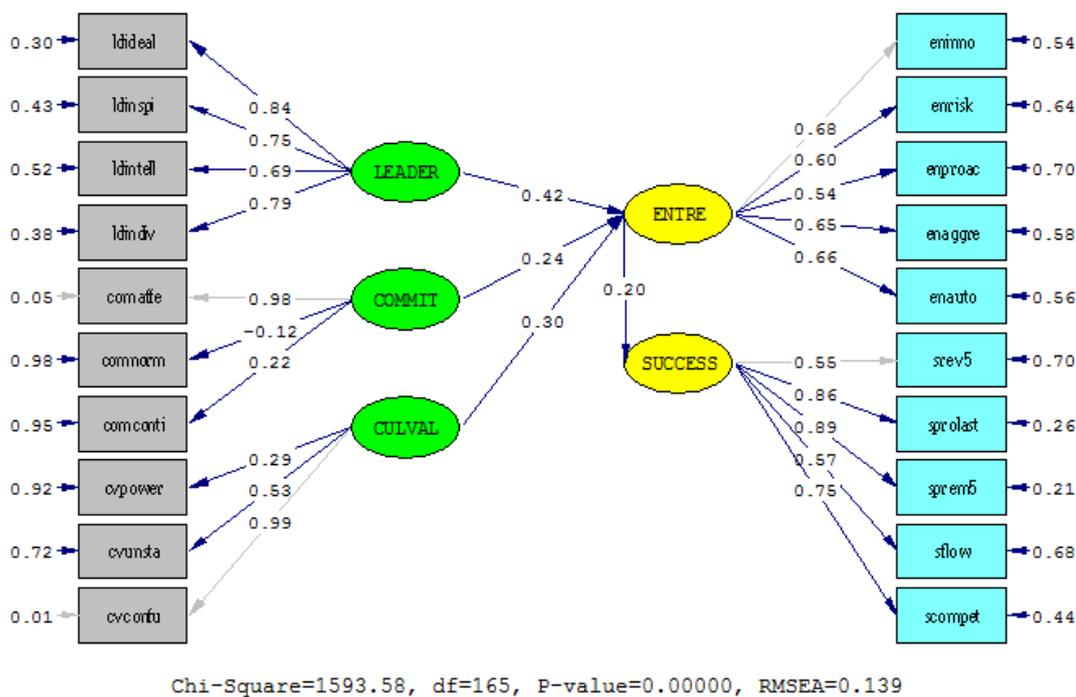 0.30
ldideal
0.43
ldinspi
0.52
ldintell
0.38
ldindiv
0.05
comaffe
0.98
comnorm
0.95
comconti
0.92
cvpower
0.72
cvunsta
0.01
cvconfu
0.84
0.75
0.69
0.79
0.98
-0.12
0.22
0.29
0.53
0.99
LEADER
COMMIT
CULVAL
0.42
0.24
0.30
ENTRE
0.20
SUCCESS
0.68
0.60
0.54
0.65
0.66
0.55
0.86
0.89
0.57
0.75
eninno
0.54
enrisk
0.64
enproac
0.70
enaggre
0.58
enauto
0.56
srev5
0.70
sprolast
0.26
sprem5
0.21
sflow
0.68
scompet
0.44
Chi-Square=1593.58, df=165, P-value=0.00000, RMSEA=0.139